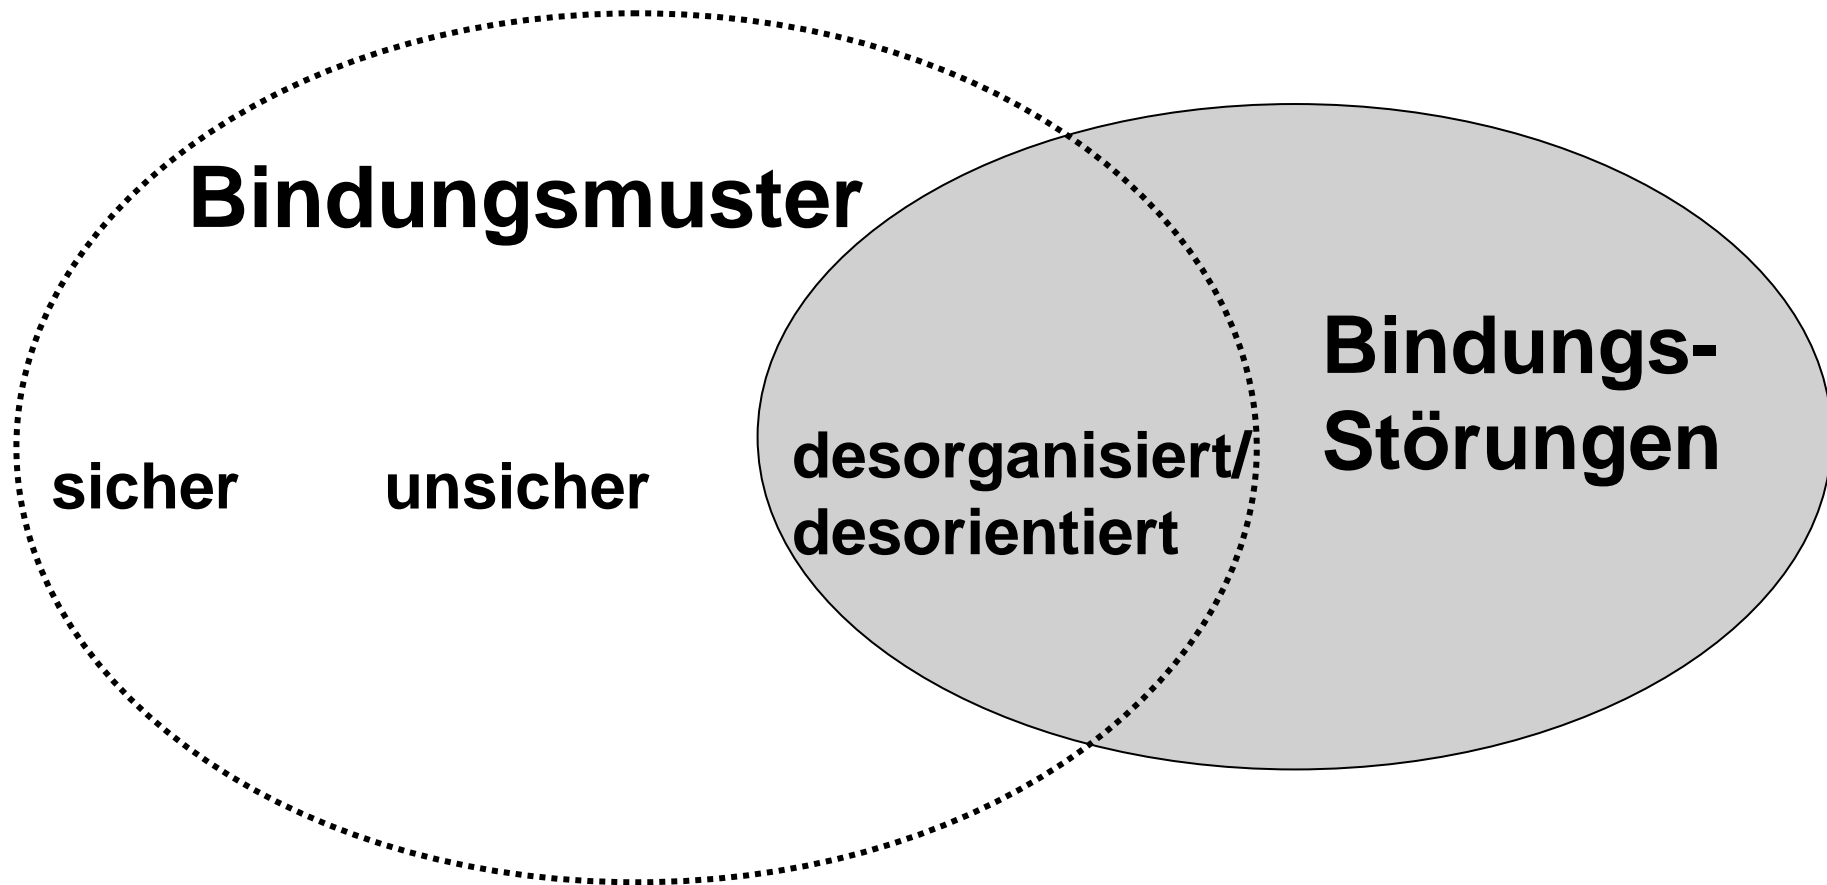 Bindungsmuster
sicher
unsicher
desorganisiert/
desorientiert
Bindungs-
Störungen